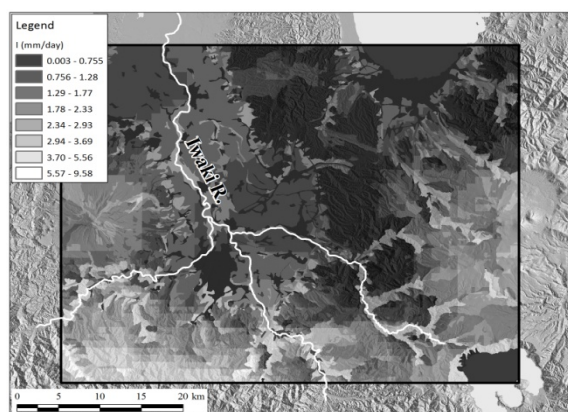 Legend
I (mm/day)
0.003 - 0.755
0.756 - 1.28
1.29 - 1.77
1.78 - 2.33
2.34 - 2.93
2.94 - 3.69
3.70 - 5.56
5.57 - 9.58
Iwaki R.
0 5 10 15 20 km